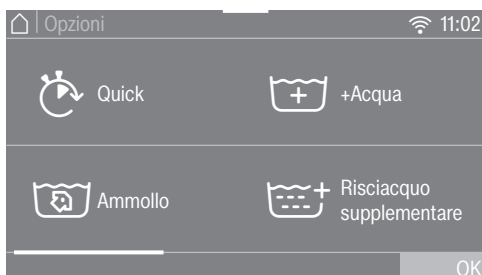 Opzioni 11:02
Quick
+Acqua
Ammollo
Risciacquo
supplementare
OK